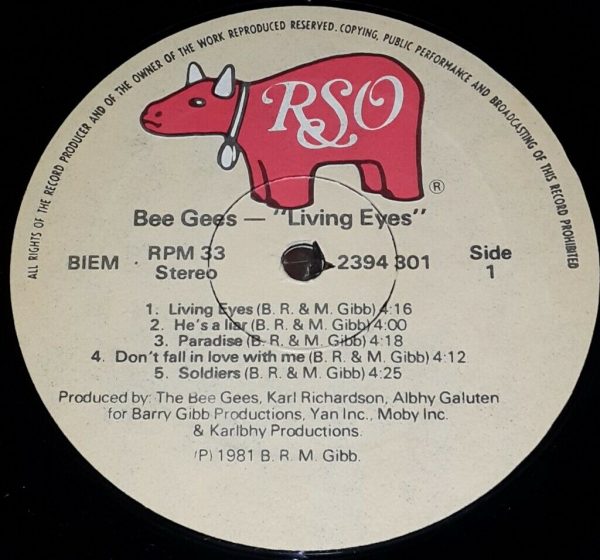 ALL RIGHTS OF THE RECORD PRODUCER AND OF THE OWNER OF THE WORK REPRODUCED RESERVED. COPYING, PUBLIC PERFORMANCE AND BROADCASTING OF THIS RECORD PROHIBITED
RSO
®
Bee Gees — "Living Eyes"
BIEM · RPM 33 2394 301 Side
Stereo 1
1. Living Eyes (B. R. & M. Gibb) 4:16
2. He's a liar (B. R. & M. Gibb) 4:00
3. Paradise (B. R. & M. Gibb) 4:18
4. Don't fall in love with me (B. R. & M. Gibb) 4:12
5. Soldiers (B. R. & M. Gibb) 4:25
Produced by: The Bee Gees, Karl Richardson, Albhy Galuten
for Barry Gibb Productions, Yan Inc., Moby Inc.
& Karlbhy Productions.
(P) 1981 B. R. M. Gibb.